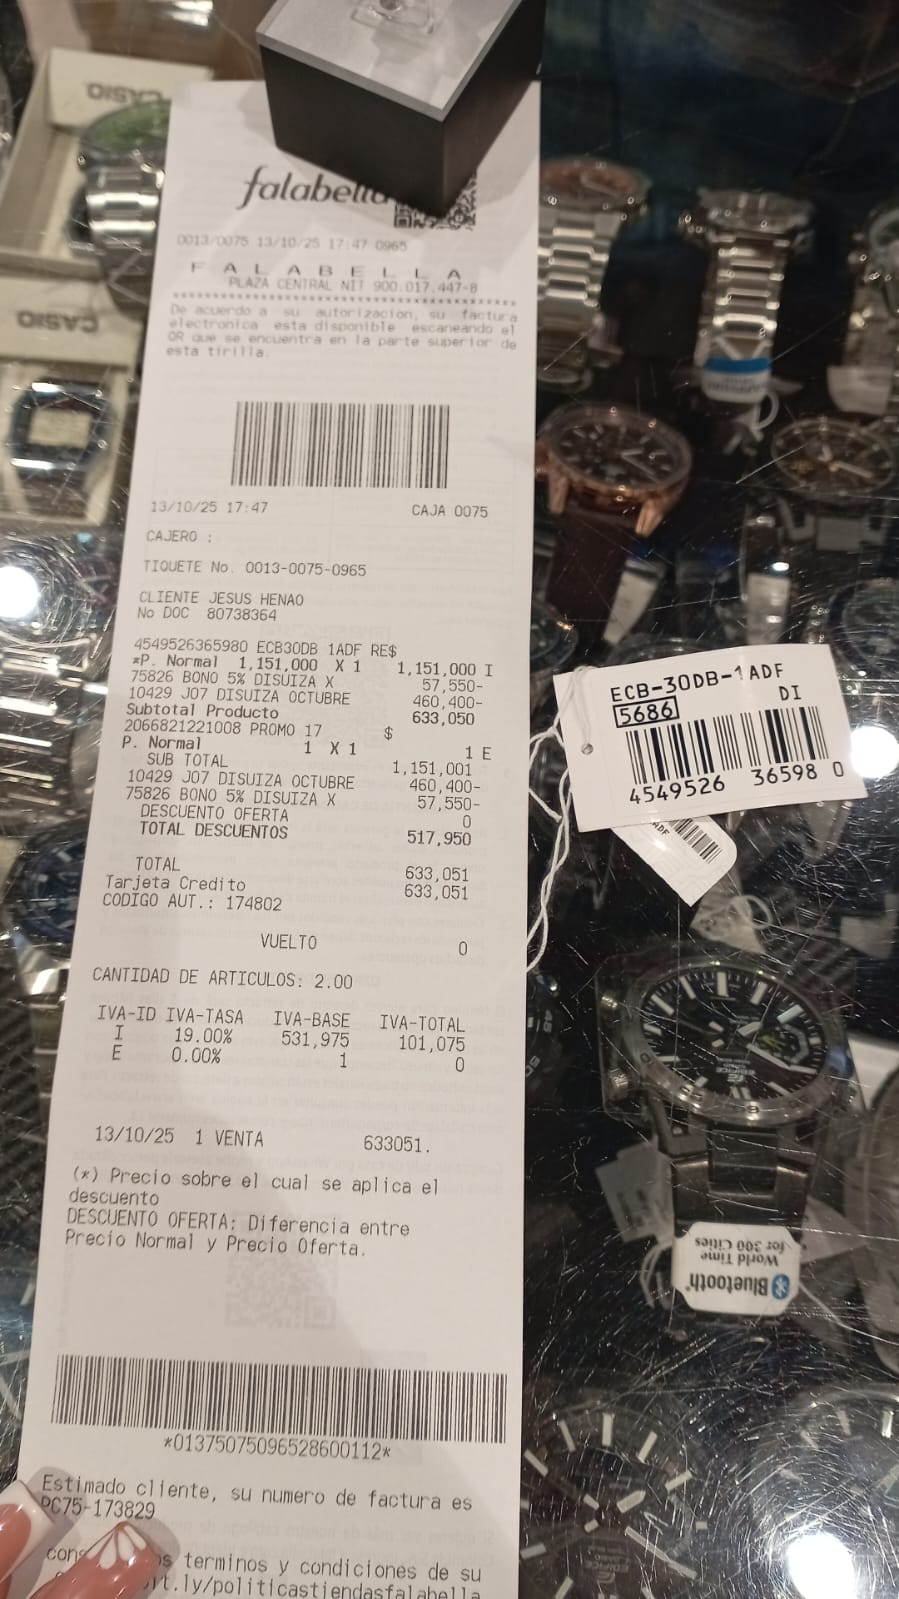 CASIO
CASIO
falabella
0013/0075 13/10/25 17:47 0965
F A L A B E L L A
PLAZA CENTRAL NIT 900.017.447-8
De acuerdo a su autorizacion, su factura
electronica esta disponible escaneando el
QR que se encuentra en la parte superior de
esta tirilla.
13/10/25 17:47 CAJA 0075
CAJERO :
TIQUETE No. 0013-0075-0965
CLIENTE JESUS HENAO
No DOC 80738364
4549526365980 ECB30DB 1ADF RE$
*P. Normal 1,151,000 X 1 1,151,000 I
75826 BONO 5% DISUIZA X 57,550-
10429 J07 DISUIZA OCTUBRE 460,400-
Subtotal Producto 633,050
2066821221008 PROMO 17 $
P. Normal 1 X 1 1 E
SUB TOTAL 1,151,001
10429 J07 DISUIZA OCTUBRE 460,400-
75826 BONO 5% DISUIZA X 57,550-
DESCUENTO OFERTA 0
TOTAL DESCUENTOS 517,950
TOTAL 633,051
Tarjeta Credito 633,051
CODIGO AUT.: 174802
VUELTO 0
CANTIDAD DE ARTICULOS: 2.00
IVA-ID IVA-TASA IVA-BASE IVA-TOTAL
I 19.00% 531,975 101,075
E 0.00% 1 0
13/10/25 1 VENTA 633051.
(*) Precio sobre el cual se aplica el
descuento
DESCUENTO OFERTA: Diferencia entre
Precio Normal y Precio Oferta.
*01375075096528600112*
Estimado cliente, su numero de factura es
PC75-173829
terminos y condiciones de su
t.ly/politicastiendasfalabella
ECB-30DB-1ADF
DI
5686
4549526 36598 0
ADF
EDIFICE
Bluetooth
World Time
for 300 Cities